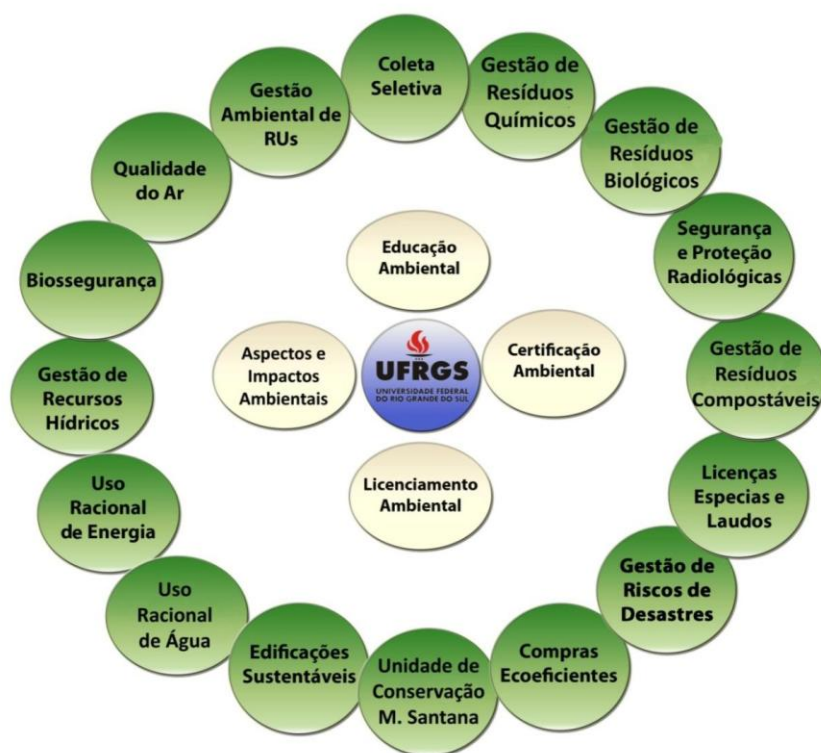 Coleta
Seletiva
Gestão de
Resíduos
Químicos
Gestão de
Resíduos
Biológicos
Segurança
e Proteção
Radiológicas
Gestão de
Resíduos
Compostáveis
Licenças
Especias e
Laudos
Gestão de
Riscos de
Desastres
Compras
Ecoeficientes
Unidade de
Conservação
M. Santana
Edificações
Sustentáveis
Uso
Racional
de Água
Uso
Racional
de Energia
Gestão de
Recursos
Hídricos
Biossegurança
Qualidade
do Ar
Gestão
Ambiental de
RUs
Educação
Ambiental
Certificação
Ambiental
Licenciamento
Ambiental
Aspectos e
Impactos
Ambientais
UFRGS
UNIVERSIDADE FEDERAL
DO RIO GRANDE DO SUL